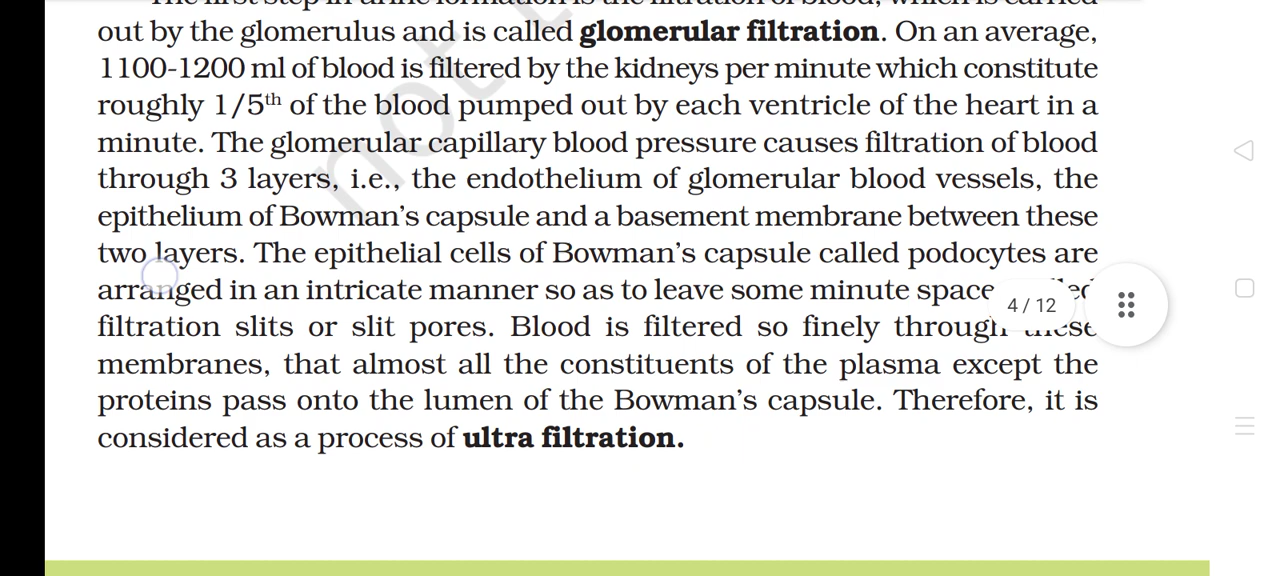 out by the glomerulus and is called glomerular filtration. On an average,
1100-1200 ml of blood is filtered by the kidneys per minute which constitute
roughly 1/5th of the blood pumped out by each ventricle of the heart in a
minute. The glomerular capillary blood pressure causes filtration of blood
through 3 layers, i.e., the endothelium of glomerular blood vessels, the
epithelium of Bowman's capsule and a basement membrane between these
two layers. The epithelial cells of Bowman's capsule called podocytes are
arranged in an intricate manner so as to leave some minute
4 / 12
filtration slits or slit pores. Blood is filtered so finely through these
membranes, that almost all the constituents of the plasma except the
proteins pass onto the lumen of the Bowman's capsule. Therefore, it is
considered as a process of ultra filtration.
not